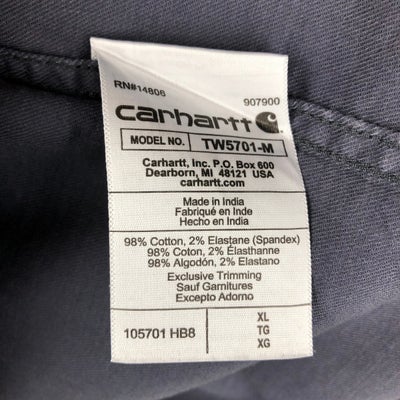 RN#14806
907900
carhartt
MODEL NO. TW5701-M
Carhartt, Inc. P.O. Box 600
Dearborn, MI 48121 USA
carhartt.com
Made in India
Fabriqué en Inde
Hecho en India
98% Cotton, 2% Elastane (Spandex)
98% Coton, 2% Élasthanne
98% Algodón, 2% Elastano
Exclusive Trimming
Sauf Garnitures
Excepto Adorno
105701 HB8
XL
TG
XG